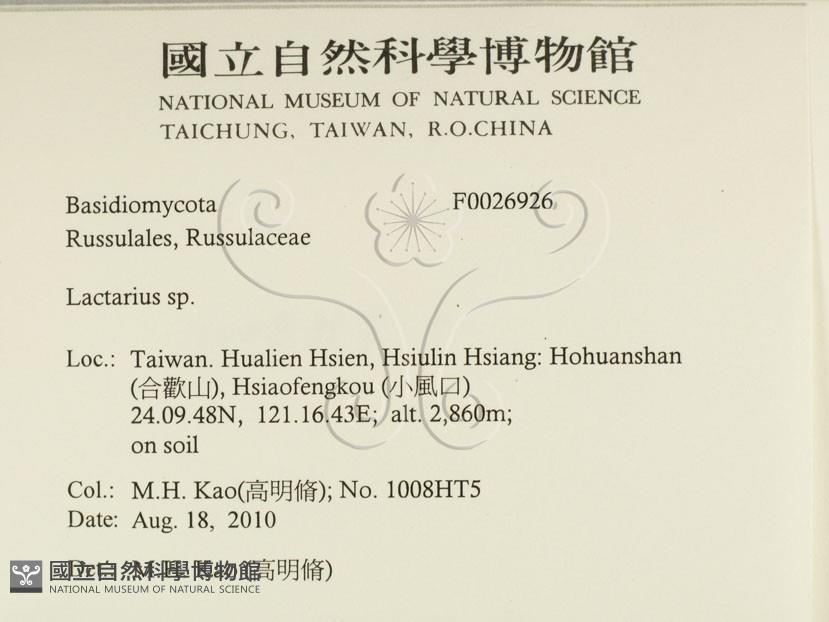 國立自然科學博物館
NATIONAL MUSEUM OF NATURAL SCIENCE
TAICHUNG, TAIWAN, R.O.CHINA
Basidiomycota F0026926
Russulales, Russulaceae
Lactarius sp.
Loc.: Taiwan. Hualien Hsien, Hsiulin Hsiang: Hohuanshan
(合歡山), Hsiaofengkou (小風口)
24.09.48N, 121.16.43E; alt. 2,860m;
on soil
Col.: M.H. Kao(高明脩); No. 1008HT5
Date: Aug. 18, 2010
Det.: M.H. Kao (高明脩)
國立自然科學博物館
NATIONAL MUSEUM OF NATURAL SCIENCE